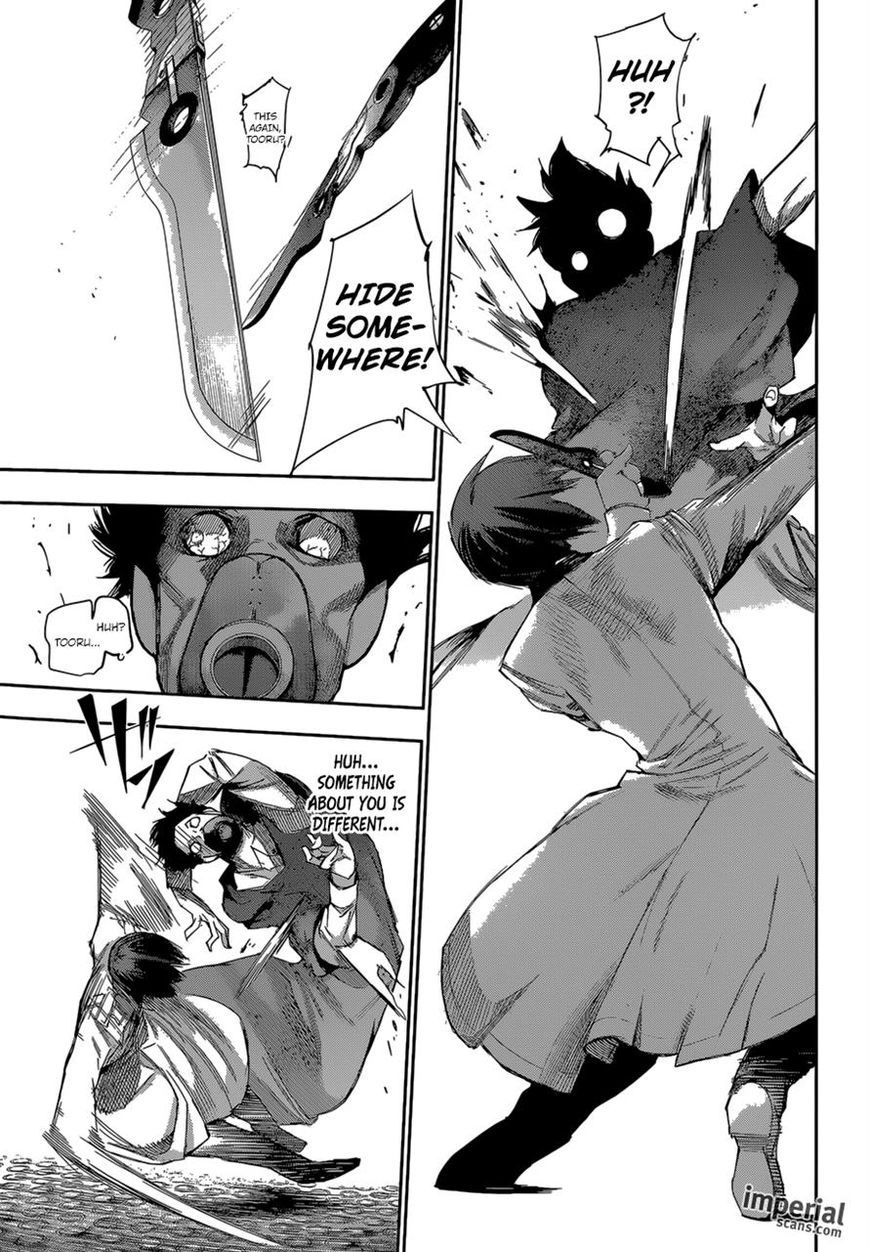 HUH
?!
THIS
AGAIN,
TOORU?
HIDE
SOME-
WHERE!
HUH?
TOORU...
HUH...
SOMETHING
ABOUT YOU IS
DIFFERENT...
imperial
scans.com